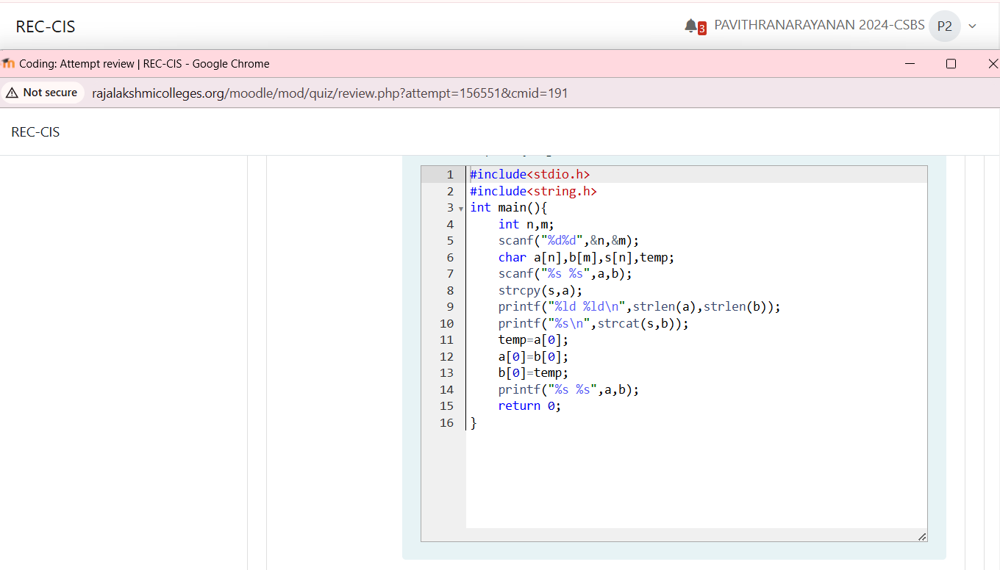 REC-CIS
3 PAVITHRANARAYANAN 2024-CSBS P2
Coding: Attempt review | REC-CIS - Google Chrome
Not secure rajalakshmicolleges.org/moodle/mod/quiz/review.php?attempt=156551&cmid=191
REC-CIS
1 #include<stdio.h>
2 #include<string.h>
3 int main(){
4 int n,m;
5 scanf("%d%d",&n,&m);
6 char a[n],b[m],s[n],temp;
7 scanf("%s %s",a,b);
8 strcpy(s,a);
9 printf("%ld %ld\n",strlen(a),strlen(b));
10 printf("%s\n",strcat(s,b));
11 temp=a[0];
12 a[0]=b[0];
13 b[0]=temp;
14 printf("%s %s",a,b);
15 return 0;
16 }